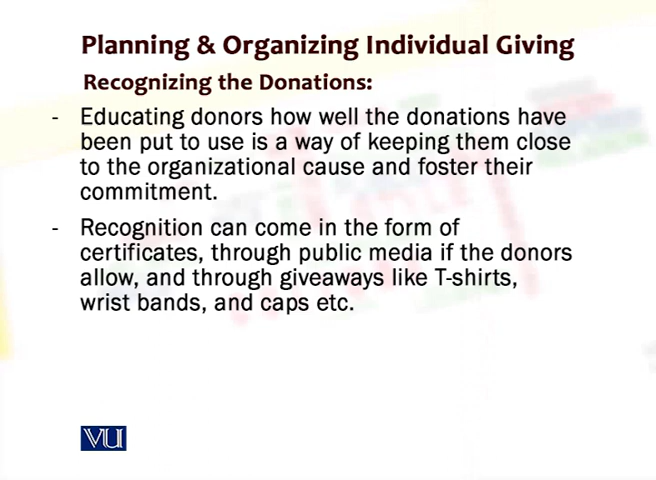 Planning & Organizing Individual Giving
Recognizing the Donations:
- Educating donors how well the donations have
been put to use is a way of keeping them close
to the organizational cause and foster their
commitment.
- Recognition can come in the form of
certificates, through public media if the donors
allow, and through giveaways like T-shirts,
wrist bands, and caps etc.
VU